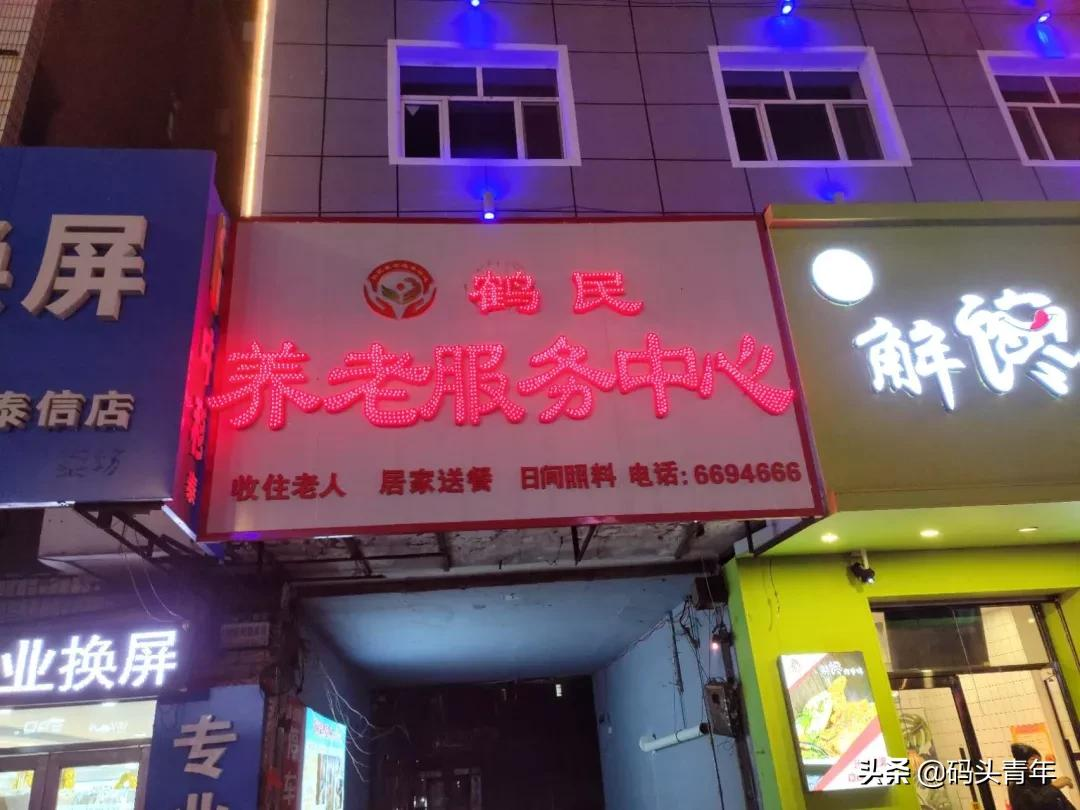 鹤民
养老服务中心
收住老人 居家送餐 日间照料 电话:6694666
换屏
泰信店
业换屏
专业
解馋
头条 @码头青年